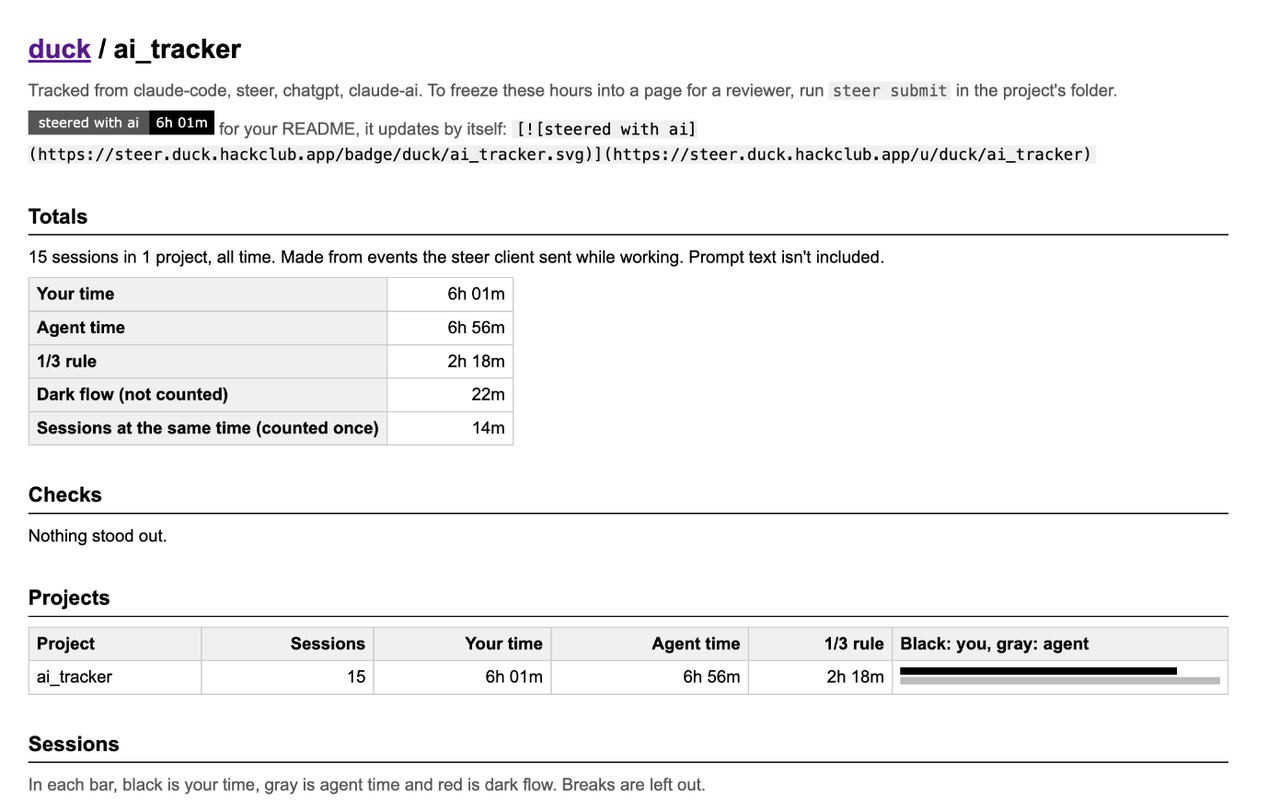 duck / ai_tracker
Tracked from claude-code, steer, chatgpt, claude-ai. To freeze these hours into a page for a reviewer, run steer submit in the project's folder.
steered with ai 6h 01m for your README, it updates by itself: [![steered with ai]
(https://steer.duck.hackclub.app/badge/duck/ai_tracker.svg)](https://steer.duck.hackclub.app/u/duck/ai_tracker)
Totals
15 sessions in 1 project, all time. Made from events the steer client sent while working. Prompt text isn't included.
Your time 6h 01m
Agent time 6h 56m
1/3 rule 2h 18m
Dark flow (not counted) 22m
Sessions at the same time (counted once) 14m
Checks
Nothing stood out.
Projects
Project Sessions Your time Agent time 1/3 rule Black: you, gray: agent
ai_tracker 15 6h 01m 6h 56m 2h 18m
Sessions
In each bar, black is your time, gray is agent time and red is dark flow. Breaks are left out.